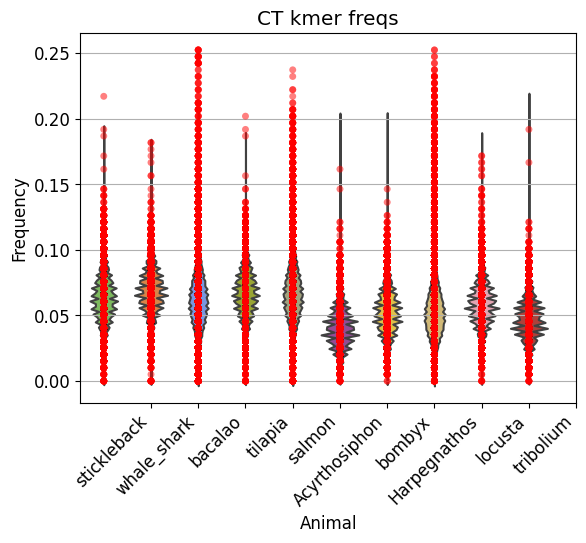 CT kmer freqs
Frequency
0.25
0.20
0.15
0.10
0.05
0.00
stickleback
whale_shark
bacalao
tilapia
salmon
Acyrthosiphon
bombyx
Harpegnathos
locusta
tribolium
Animal